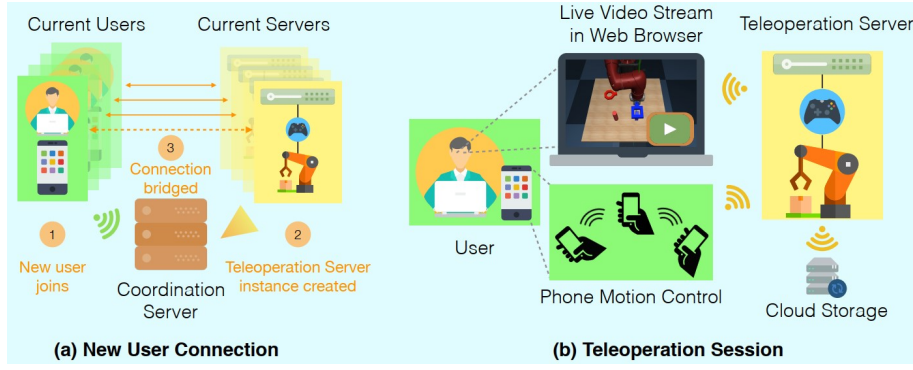 Current Users
Current Servers
3
Connection
bridged
1
2
New user
joins
Teleoperation Server
instance created
Coordination
Server
(a) New User Connection
Live Video Stream
in Web Browser
Teleoperation Server
User
Phone Motion Control
Cloud Storage
(b) Teleoperation Session